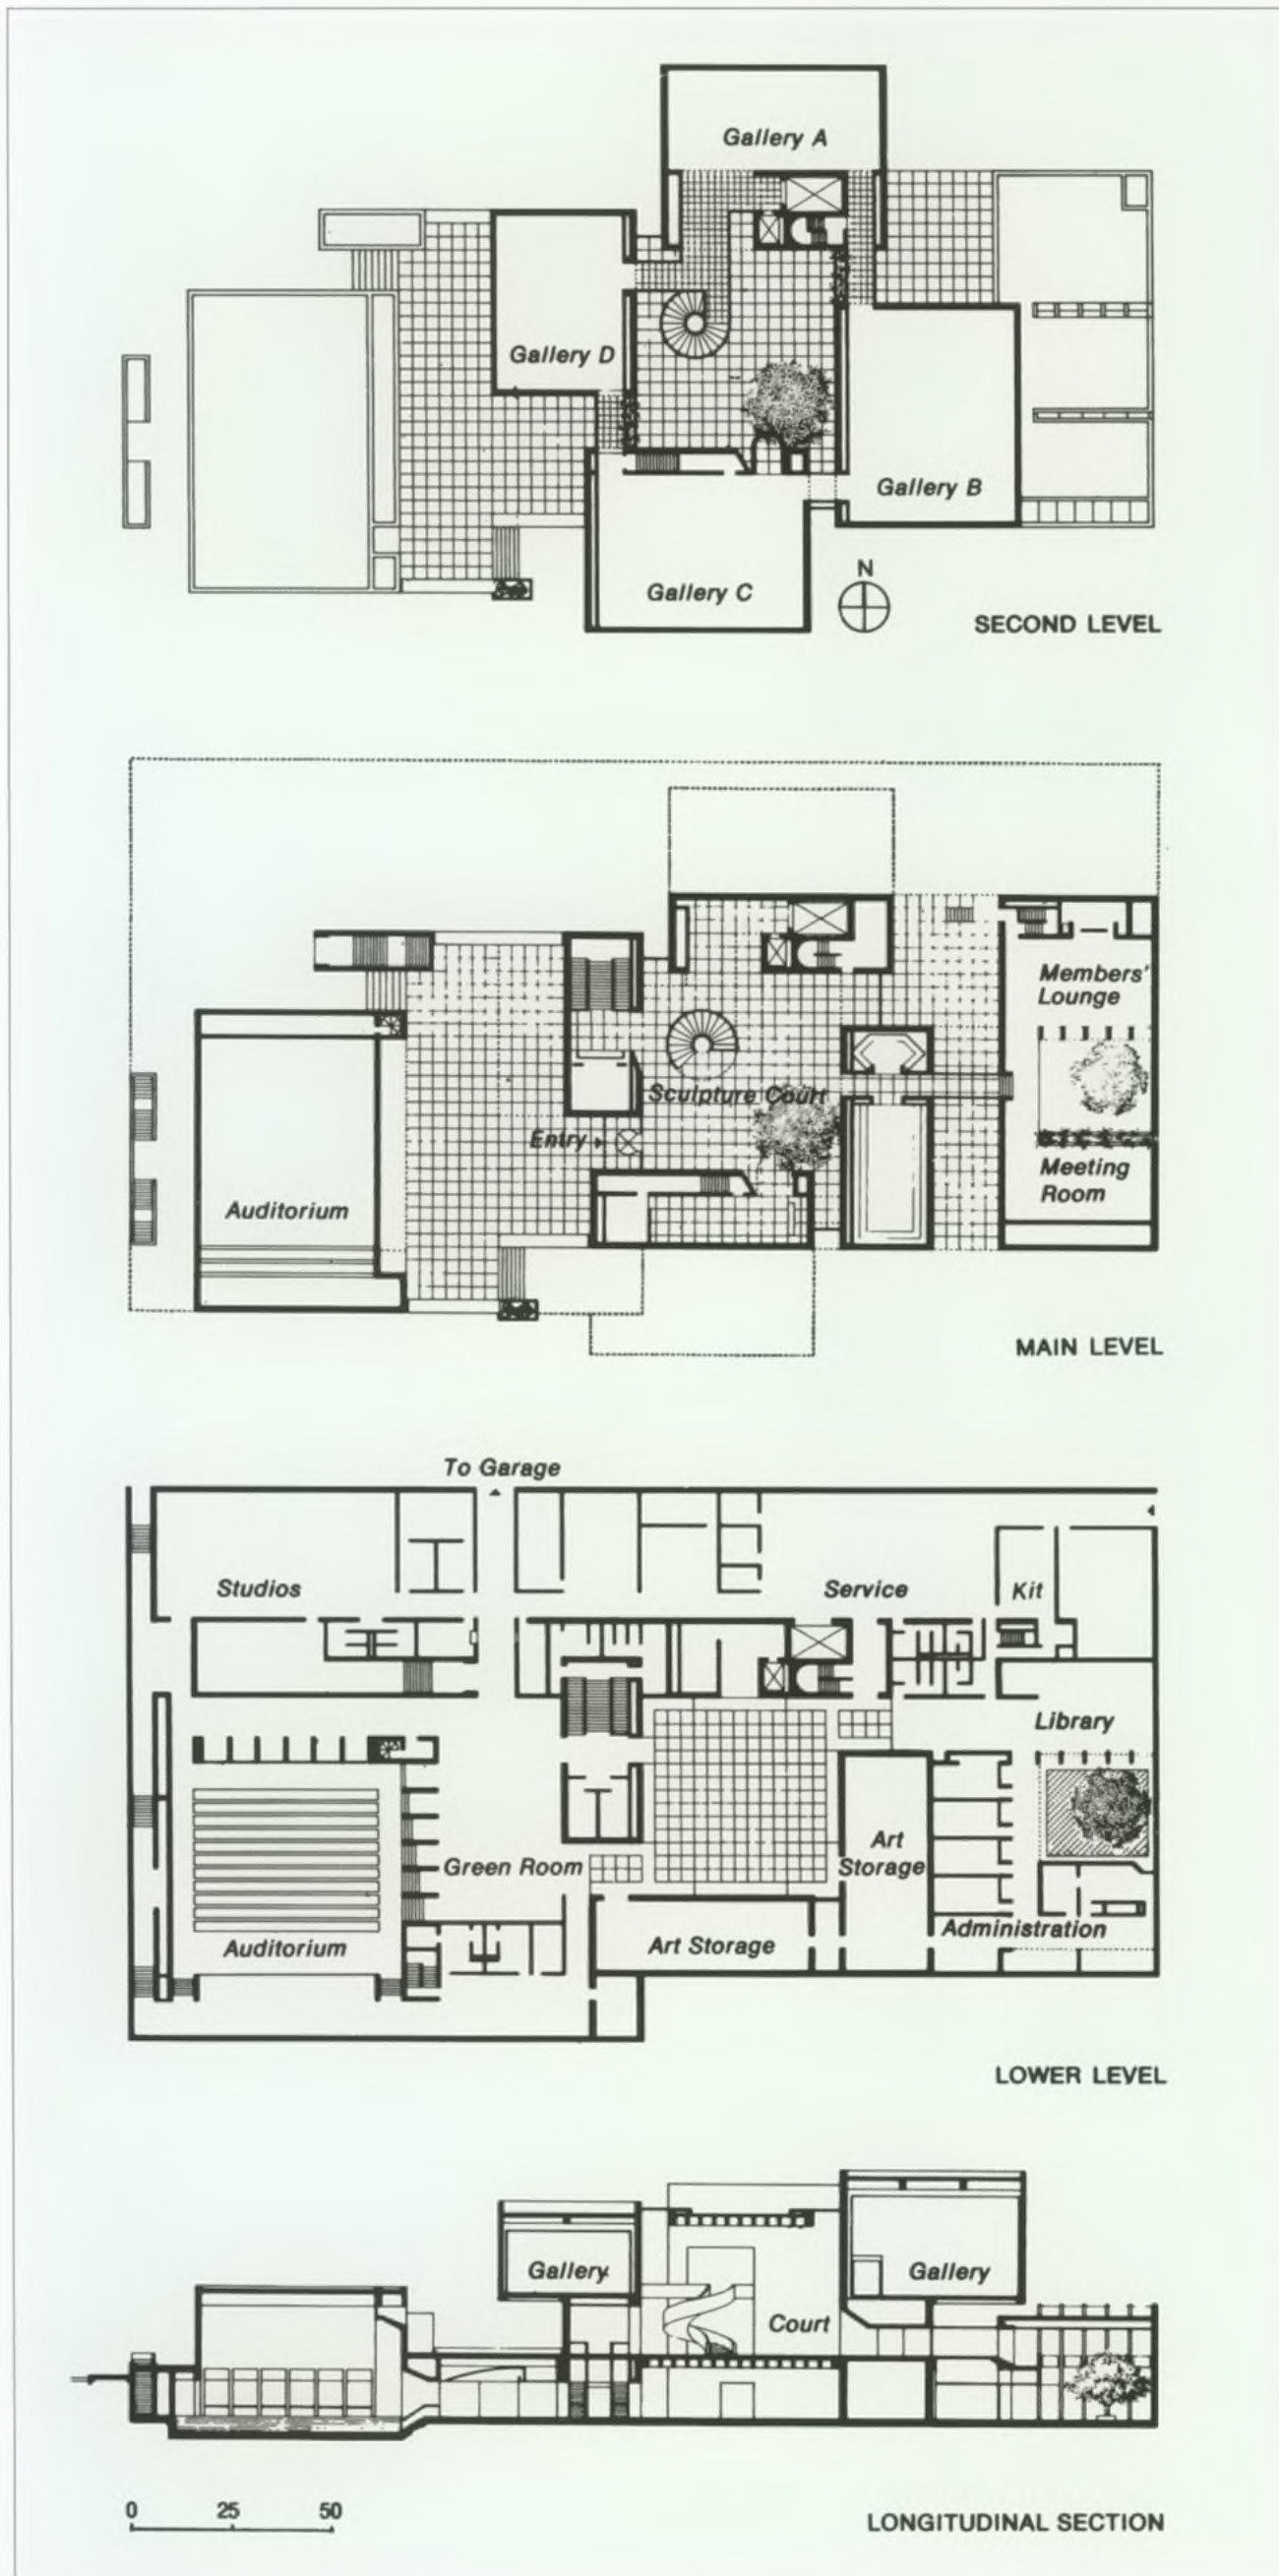 Gallery A
Gallery D
Gallery B
Gallery C
N
SECOND LEVEL
Members'
Lounge
Sculpture Court
Entry
Meeting
Room
Auditorium
MAIN LEVEL
To Garage
Studios
Service
Kit
Library
Art
Storage
Green Room
Administration
Art Storage
Auditorium
LOWER LEVEL
Gallery
Gallery
Court
0 25 50
LONGITUDINAL SECTION